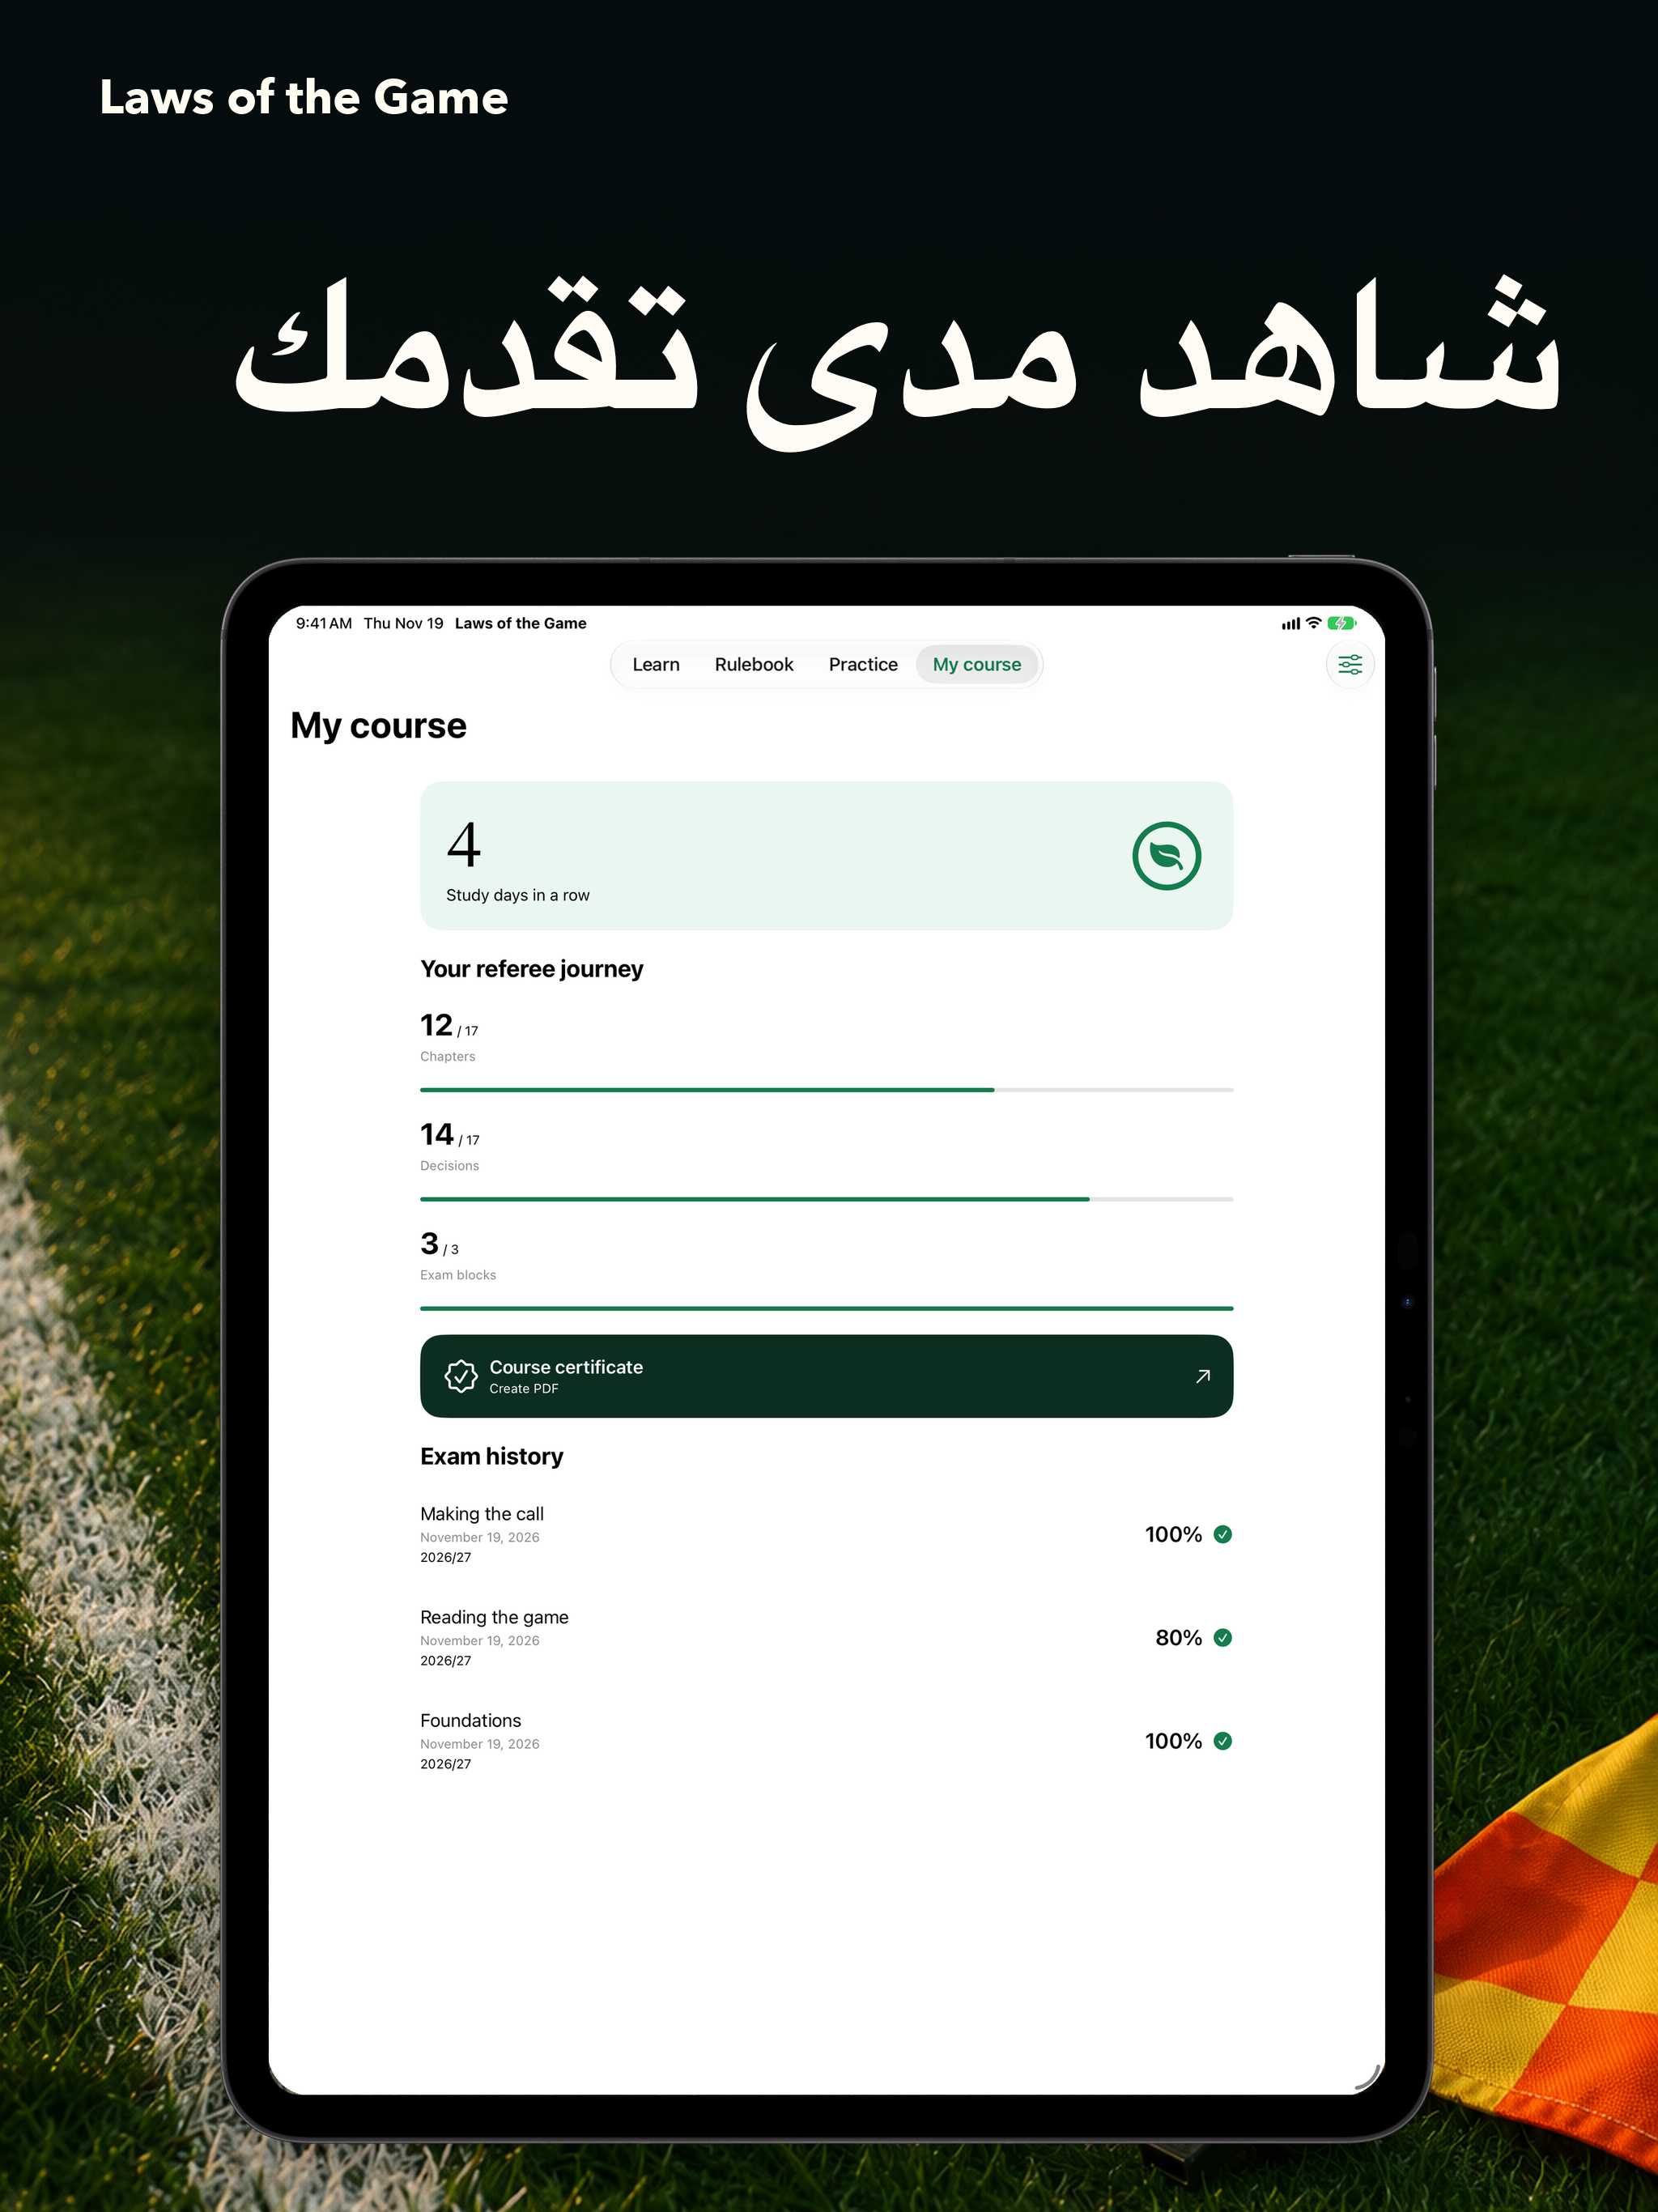 Laws of the Game
شاهد مدى تقدمك
9:41 AM Thu Nov 19 Laws of the Game
Learn Rulebook Practice My course
My course
4
Study days in a row
Your referee journey
12 / 17
Chapters
14 / 17
Decisions
3 / 3
Exam blocks
Course certificate
Create PDF
Exam history
Making the call
November 19, 2026
2026/27
100%
Reading the game
November 19, 2026
2026/27
80%
Foundations
November 19, 2026
2026/27
100%